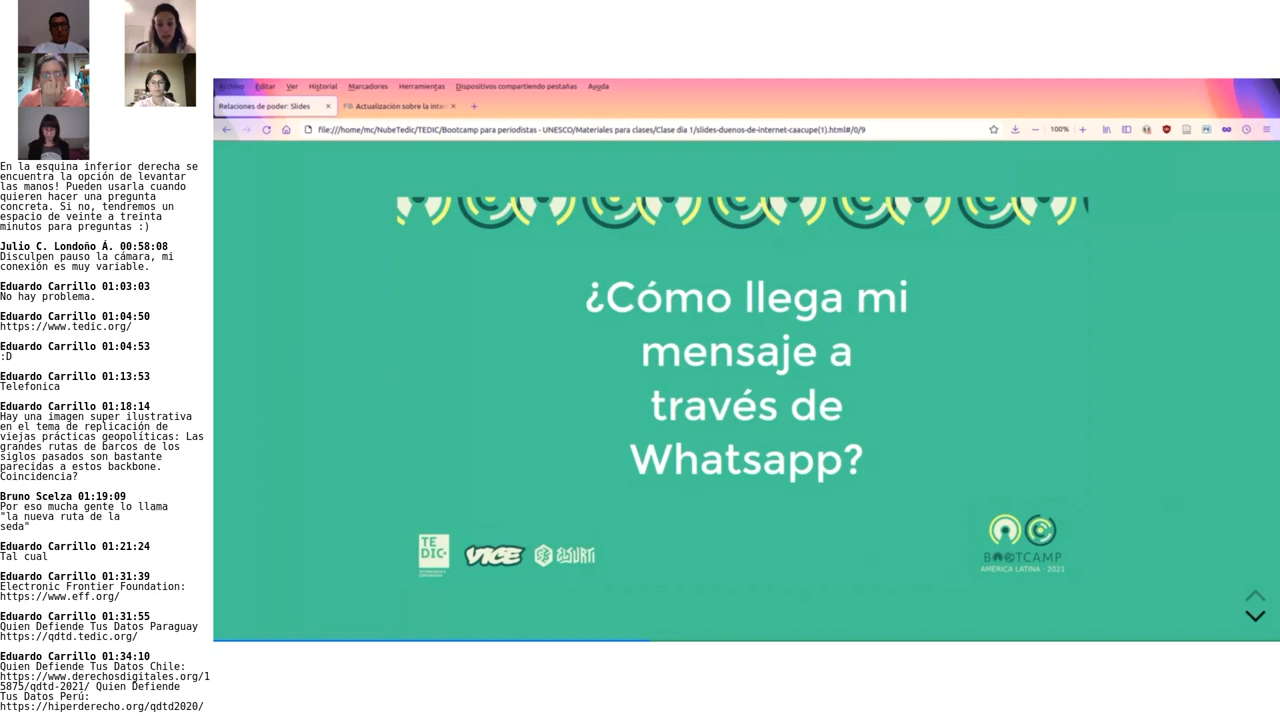 En la esquina inferior derecha se
encuentra la opción de levantar
las manos! Pueden usarla cuando
quieren hacer una pregunta
concreta. Si no, tendremos un
espacio de veinte a treinta
minutos para preguntas :)
Julio C. Londoño Á. 00:58:08
Disculpen pauso la cámara, mi
conexión es muy variable.
Eduardo Carrillo 01:03:03
No hay problema.
Eduardo Carrillo 01:04:50
https://www.tedic.org/
Eduardo Carrillo 01:04:53
:D
Eduardo Carrillo 01:13:53
Telefonica
Eduardo Carrillo 01:18:14
Hay una imagen super ilustrativa
en el tema de replicación de
viejas prácticas geopolíticas: Las
grandes rutas de barcos de los
siglos pasados son bastante
parecidas a estos backbone.
Coincidencia?
Bruno Scelza 01:19:09
Por eso mucha gente lo llama
"la nueva ruta de la
seda"
Eduardo Carrillo 01:21:24
Tal cual
Eduardo Carrillo 01:31:39
Electronic Frontier Foundation:
https://www.eff.org/
Eduardo Carrillo 01:31:55
Quien Defiende Tus Datos Paraguay
https://qdtd.tedic.org/
Eduardo Carrillo 01:34:10
Quien Defiende Tus Datos Chile:
https://www.derechosdigitales.org/1
5875/qdtd-2021/ Quien Defiende
Tus Datos Perú:
https://hiperderecho.org/qdtd2020/
Archivo Editar Ver Historial Marcadores Herramientas Dispositivos compartiendo pestañas Ayuda
Relaciones de poder: Slides
Actualización sobre la inter
file:///home/mc/NubeTedic/TEDIC/Bootcamp para periodistas - UNESCO/Materiales para clases/Clase día 1/slides-duenos-de-internet-caacupe(1).html#/0/9
100%
¿Cómo llega mi
mensaje a
través de
Whatsapp?
TE
DIC
VICE
ELSURTI
BOOTCAMP
AMÉRICA LATINA - 2021